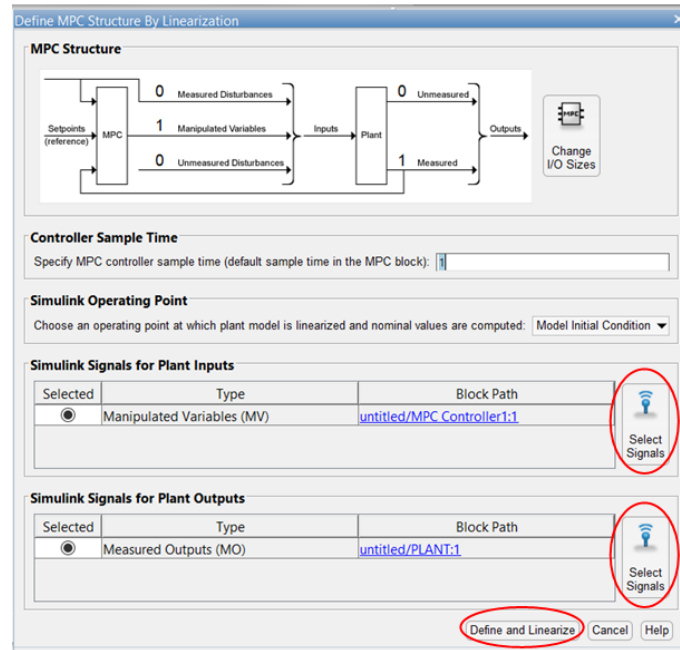 Define MPC Structure By Linearization
MPC Structure
0 Measured Disturbances
0 Unmeasured
Setpoints
(reference)
MPC
1 Manipulated Variables
Inputs
Plant
Outputs
0 Unmeasured Disturbances
1 Measured
MPC
Change
I/O Sizes
Controller Sample Time
Specify MPC controller sample time (default sample time in the MPC block): 1
Simulink Operating Point
Choose an operating point at which plant model is linearized and nominal values are computed: Model Initial Condition
Simulink Signals for Plant Inputs
Selected Type Block Path
Manipulated Variables (MV) untitled/MPC Controller1:1
Select
Signals
Simulink Signals for Plant Outputs
Selected Type Block Path
Measured Outputs (MO) untitled/PLANT:1
Select
Signals
Define and Linearize Cancel Help